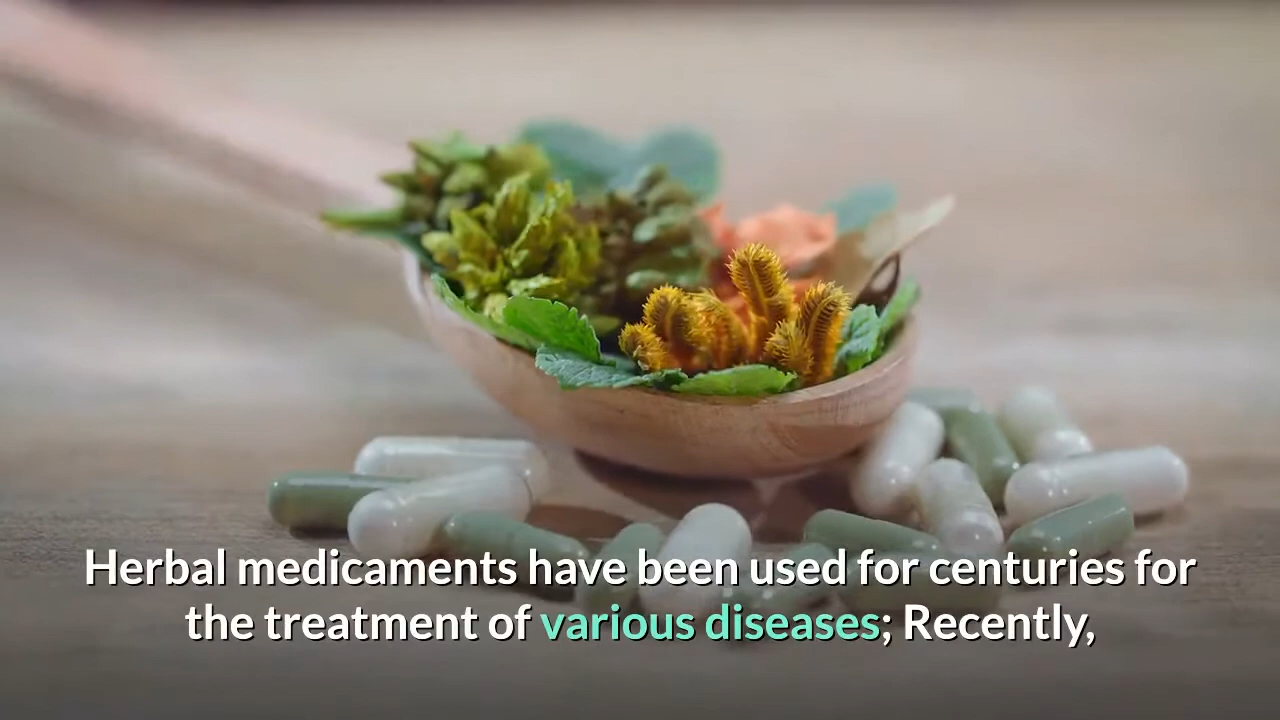 Herbal medicaments have been used for centuries for
the treatment of various diseases; Recently,